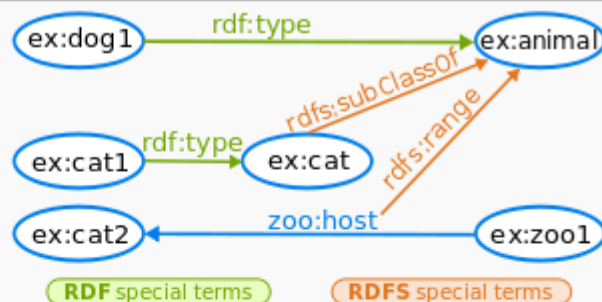 rdf:type
ex:dog1
ex:animal
rdfs:subClassOf
rdfs:range
rdf:type
ex:cat1
ex:cat
zoo:host
ex:cat2
ex:zoo1
RDF special terms
RDFS special terms